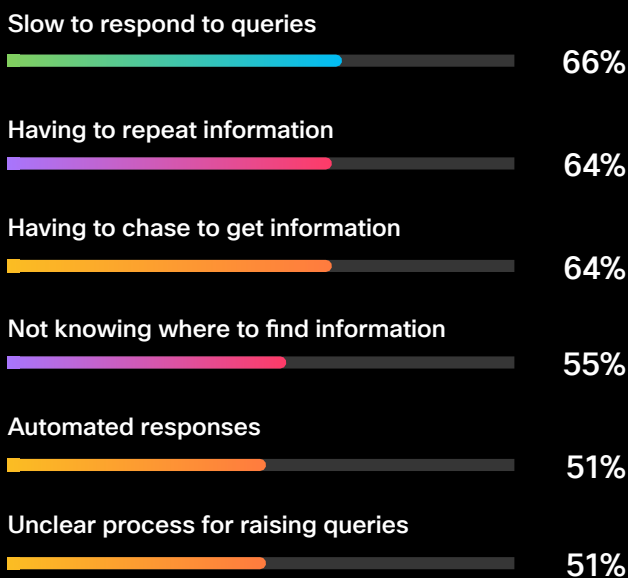 Slow to respond to queries
66%
Having to repeat information
64%
Having to chase to get information
64%
Not knowing where to find information
55%
Automated responses
51%
Unclear process for raising queries
51%